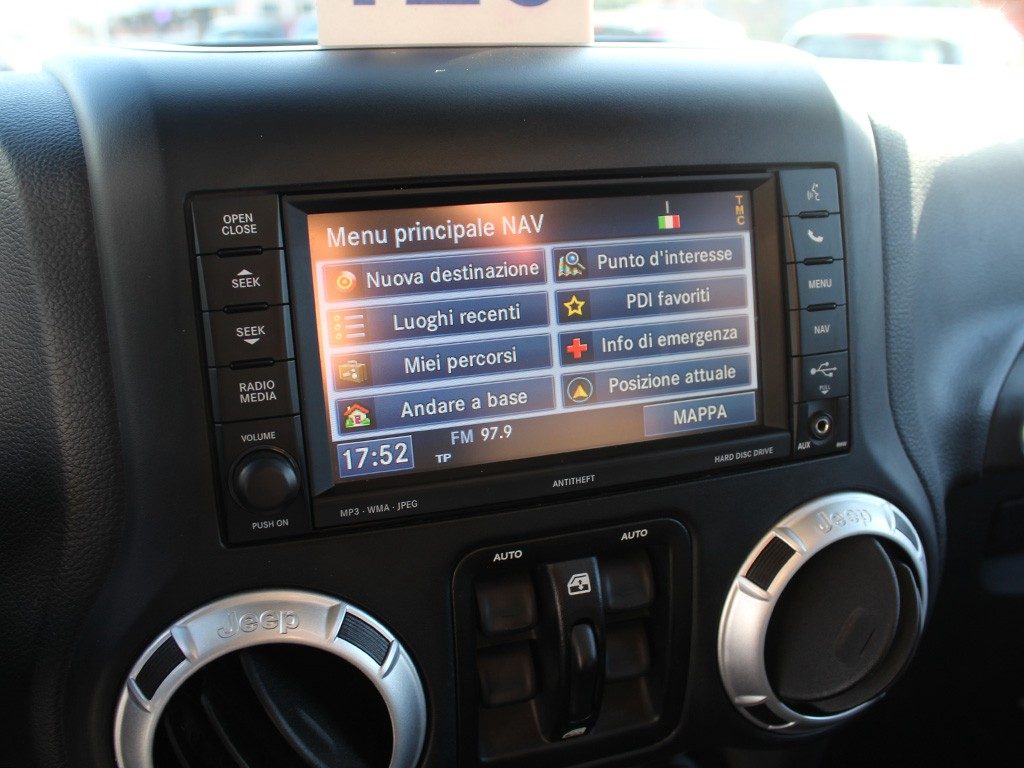 OPEN
CLOSE
SEEK
SEEK
RADIO
MEDIA
VOLUME
PUSH ON
Menu principale NAV
TMC
Nuova destinazione
Punto d'interesse
Luoghi recenti
PDI favoriti
Miei percorsi
Info di emergenza
Andare a base
Posizione attuale
17:52
FM 97.9
TP
MAPPA
MENU
NAV
PULL
AUX
MP3 · WMA · JPEG
ANTITHEFT
HARD DISC DRIVE
AUTO
AUTO
Jeep
Jeep